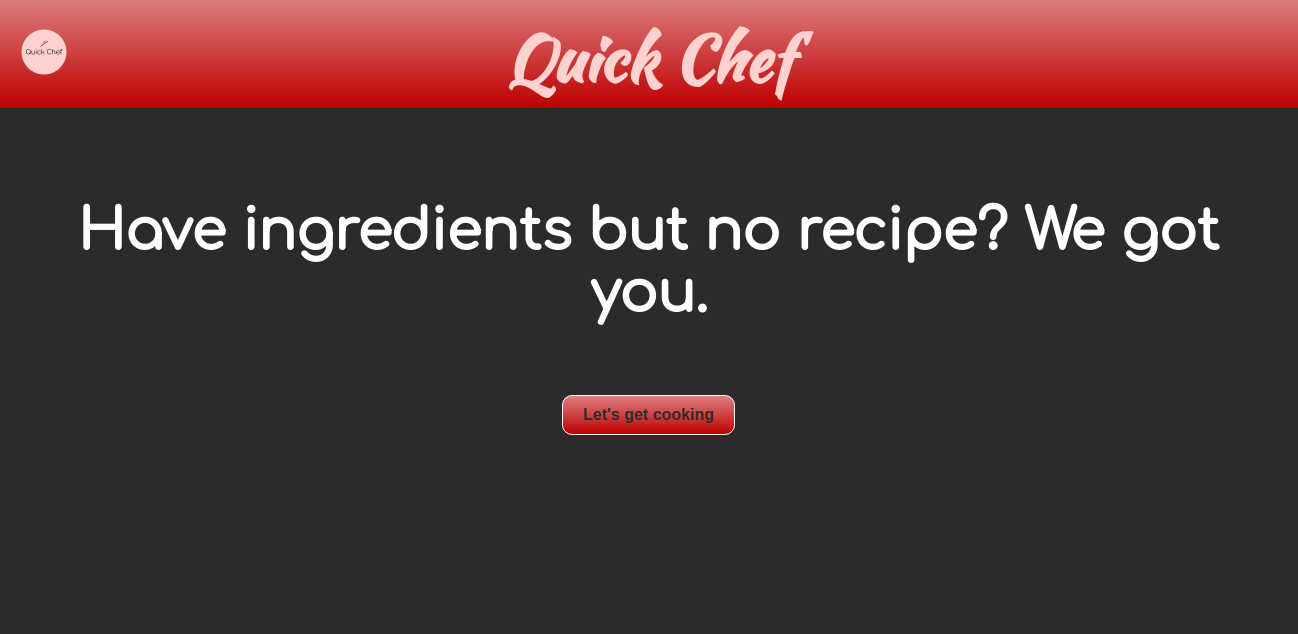 Quick Chef
Quick Chef
Have ingredients but no recipe? We got
you.
Let's get cooking